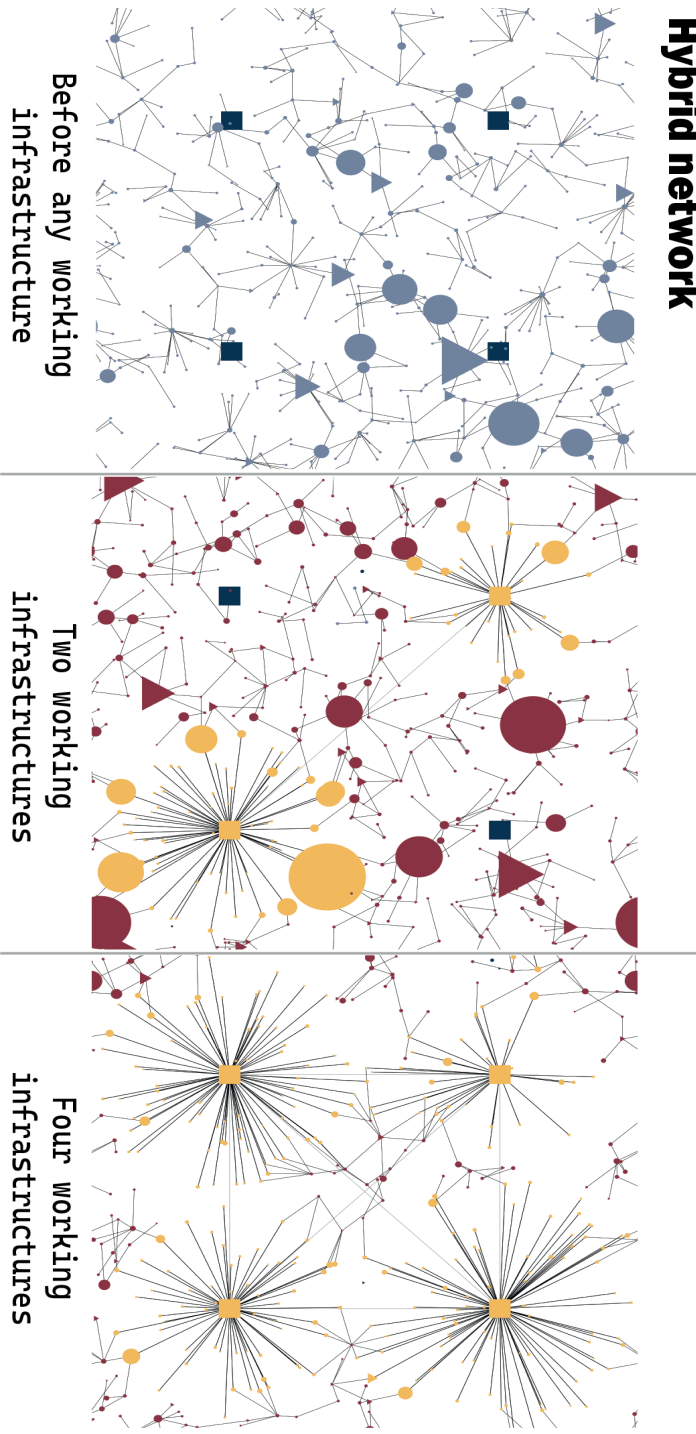 Hybrid network
Before any working
infrastructure
Two working
infrastructures
Four working
infrastructures